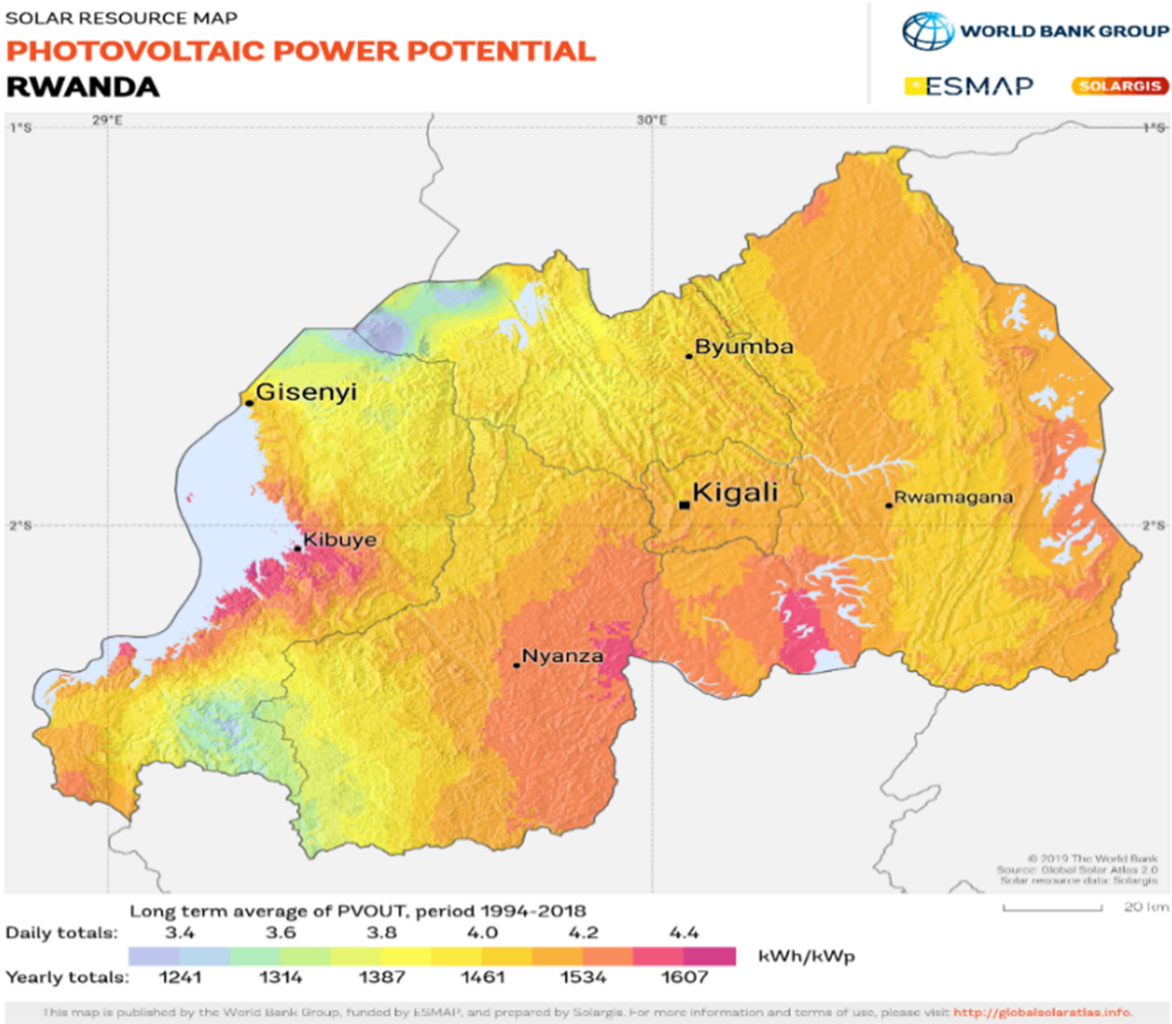 SOLAR RESOURCE MAP
PHOTOVOLTAIC POWER POTENTIAL
RWANDA
WORLD BANK GROUP
ESMAP
SOLARGIS
29°E
30°E
1°S
1°S
Byumba
Gisenyi
Kigali
Rwamagana
2°S
2°S
Kibuye
Nyanza
© 2019 The World Bank
Source: Global Solar Atlas 2.0
Solar resource data: Solargis
20 km
Long term average of PVOUT, period 1994-2018
Daily totals: 3.4 3.6 3.8 4.0 4.2 4.4
kWh/kWp
Yearly totals: 1241 1314 1387 1461 1534 1607
This map is published by the World Bank Group, funded by ESMAP, and prepared by Solargis. For more information and terms of use, please visit http://globalsolaratlas.info.